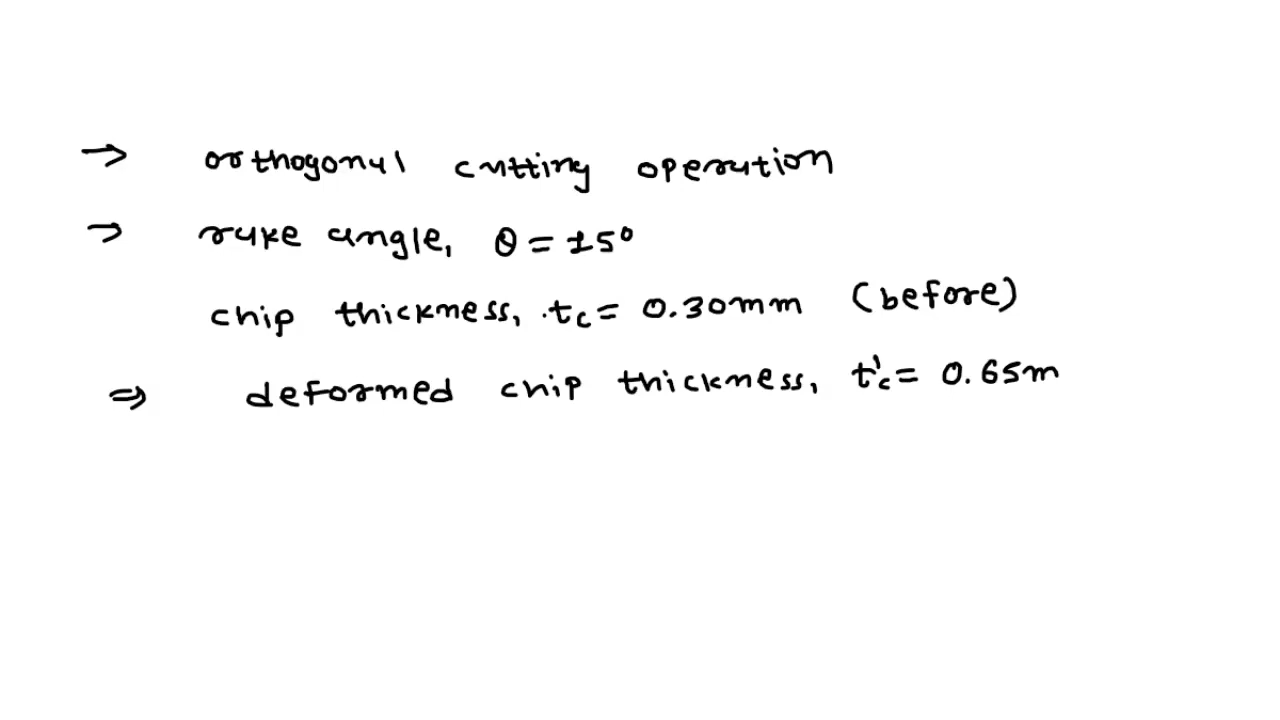 → orthogonal cutting operation
→ rake angle, θ = 15°
chip thickness, .tc = 0.30mm (before)
⇒ deformed chip thickness, t'c = 0.65m